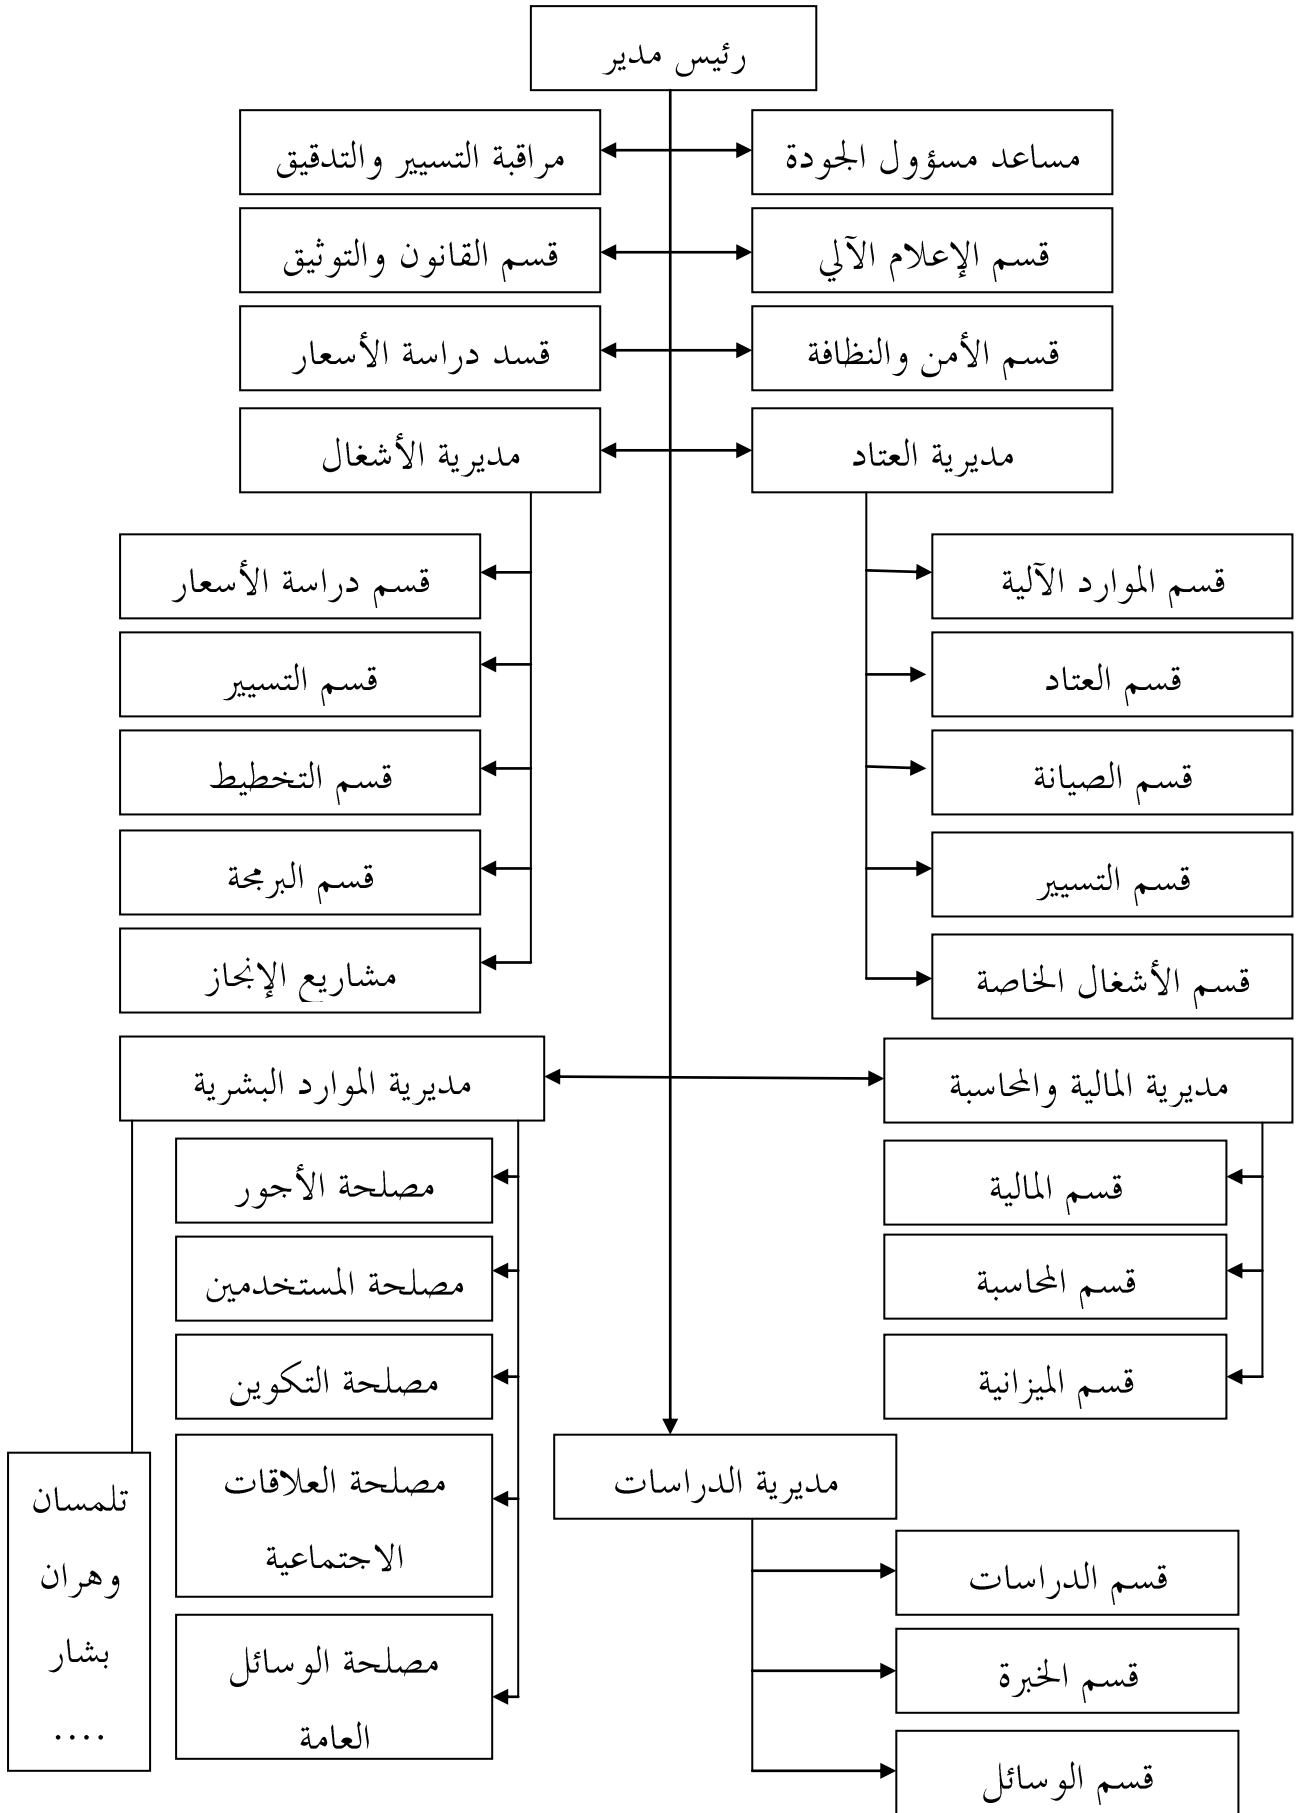 رئيس مدير
مساعد مسؤول الجودة
مراقبة التسيير والتدقيق
قسم الإعلام الآلي
قسم القانون والتوثيق
قسم الأمن والنظافة
قسد دراسة الأسعار
مديرية العتاد
مديرية الأشغال
قسم الموارد الآلية
قسم العتاد
قسم الصيانة
قسم التسيير
قسم الأشغال الخاصة
قسم دراسة الأسعار
قسم التسيير
قسم التخطيط
قسم البرمجة
مشاريع الإنجاز
مديرية المالية والمحاسبة
مديرية الموارد البشرية
قسم المالية
قسم المحاسبة
قسم الميزانية
مصلحة الأجور
مصلحة المستخدمين
مصلحة التكوين
مصلحة العلاقات
الاجتماعية
مصلحة الوسائل
العامة
تلمسان
وهران
بشار
....
مديرية الدراسات
قسم الدراسات
قسم الخبرة
قسم الوسائل